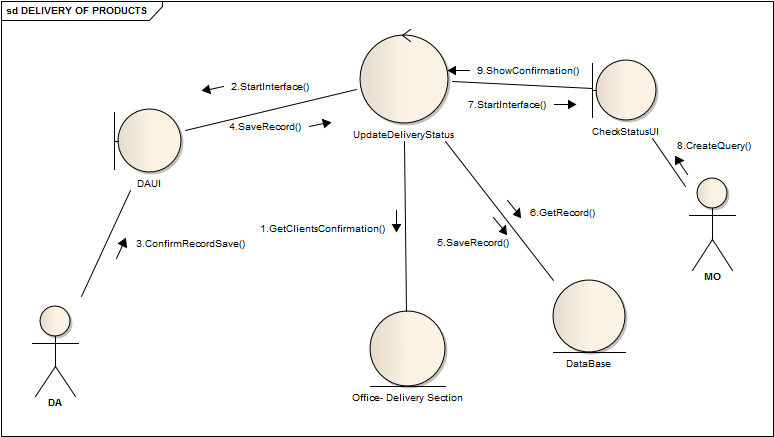 sd DELIVERY OF PRODUCTS
9.ShowConfirmation()
2.StartInterface()
7.StartInterface()
4.SaveRecord()
UpdateDeliveryStatus
CheckStatusUI
8.CreateQuery()
DAUI
6.GetRecord()
1.GetClientsConfirmation()
5.SaveRecord()
3.ConfirmRecordSave()
MO
DataBase
DA
Office- Delivery Section